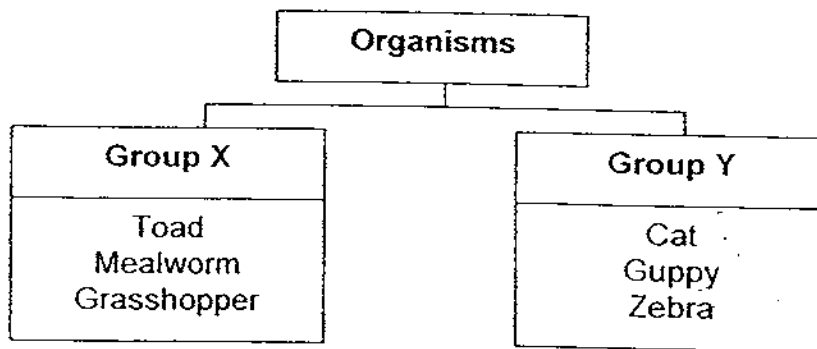 Organisms
Group X
Toad
Mealworm
Grasshopper
Group Y
Cat
Guppy
Zebra